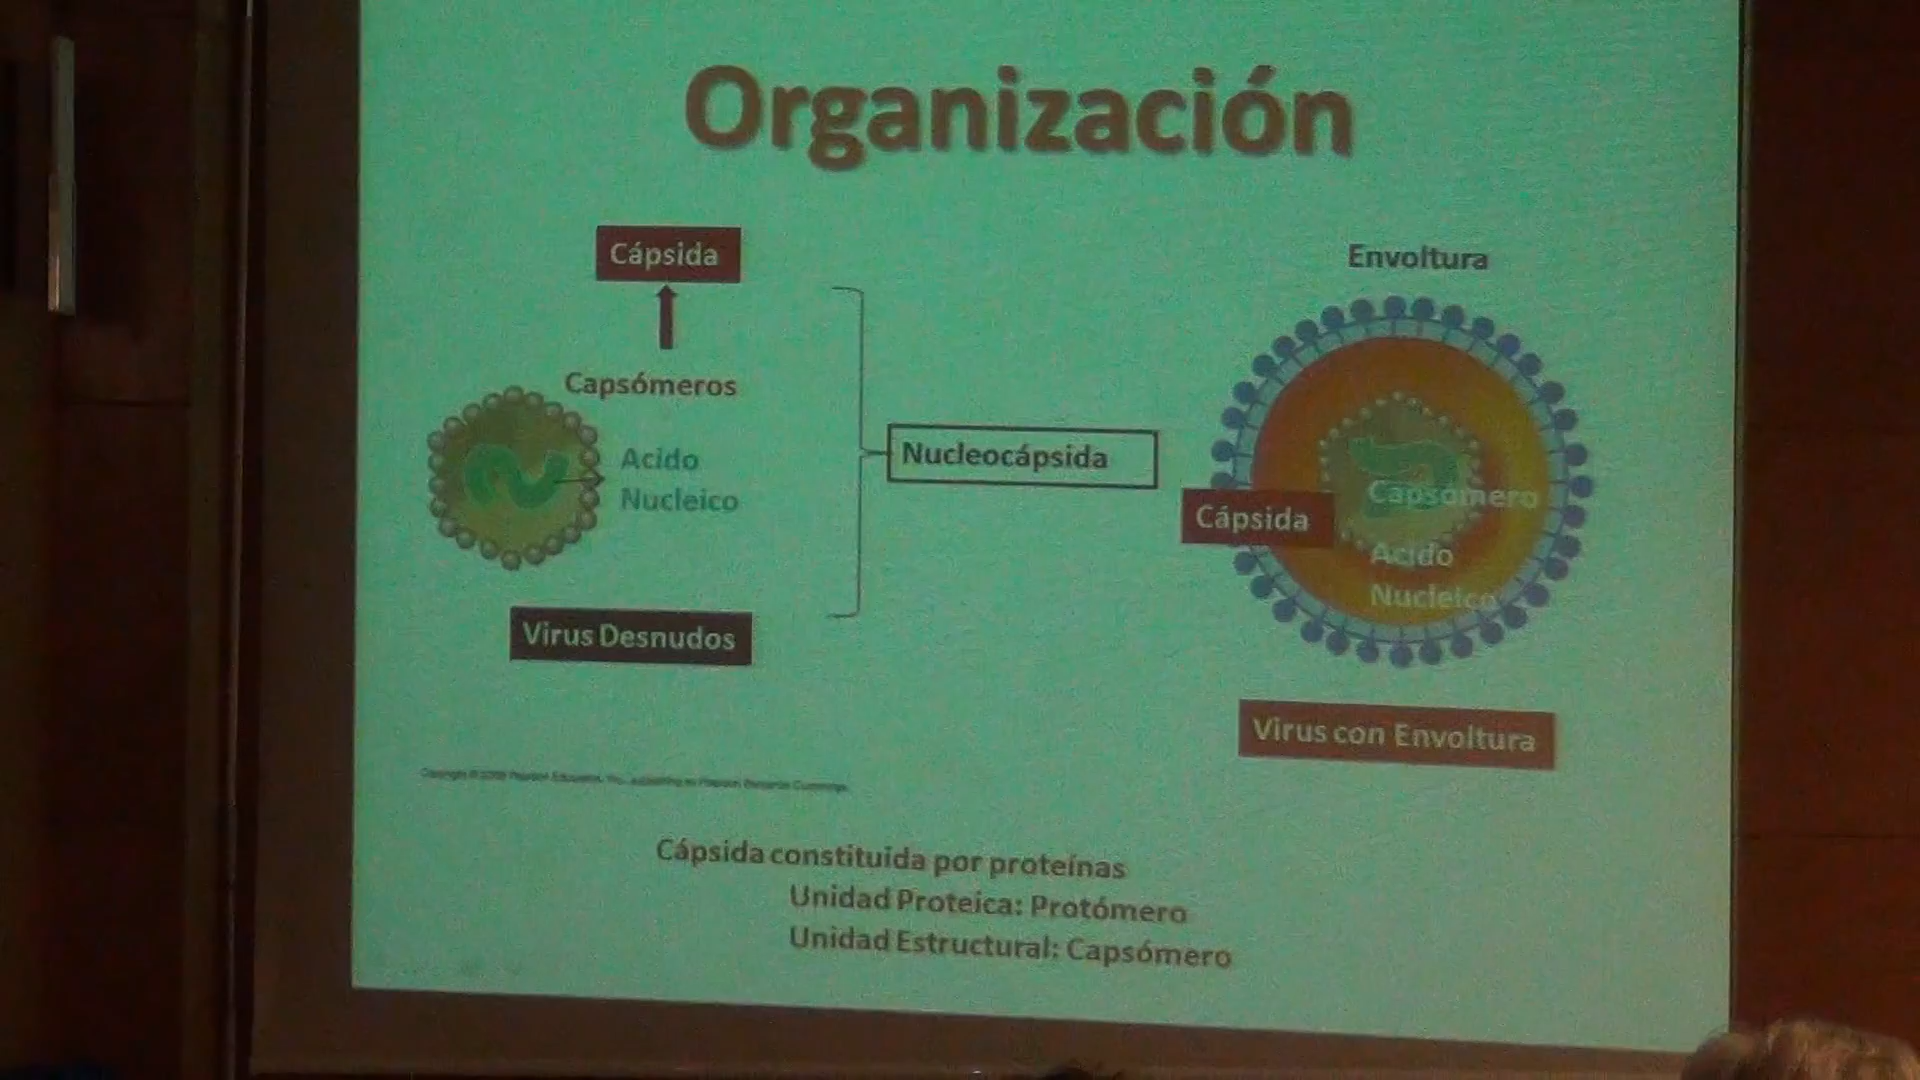 Organización
Cápsida
Capsómeros
Acido
Nucleico
Virus Desnudos
Nucleocápsida
Envoltura
Cápsida
Capsómero
Acido
Nucleico
Virus con Envoltura
Cápsida constituida por proteínas
Unidad Proteica: Protómero
Unidad Estructural: Capsómero